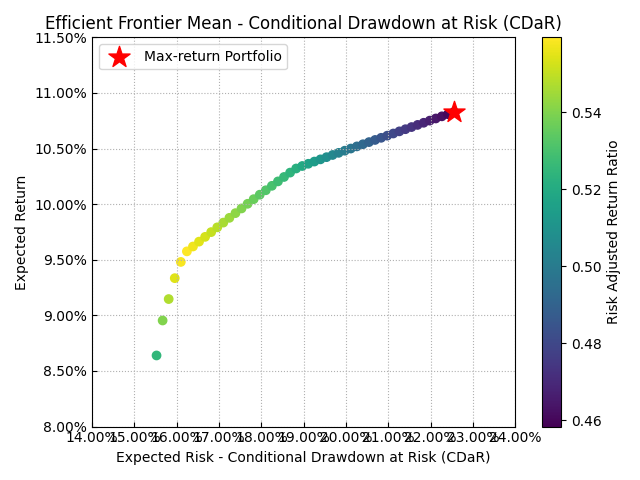 Efficient Frontier Mean - Conditional Drawdown at Risk (CDaR)
Max-return Portfolio
11.50%
11.00%
10.50%
10.00%
9.50%
9.00%
8.50%
8.00%
Expected Return
14.00% 15.00% 16.00% 17.00% 18.00% 19.00% 20.00% 21.00% 22.00% 23.00% 24.00%
Expected Risk - Conditional Drawdown at Risk (CDaR)
0.54
0.52
0.50
0.48
0.46
Risk Adjusted Return Ratio